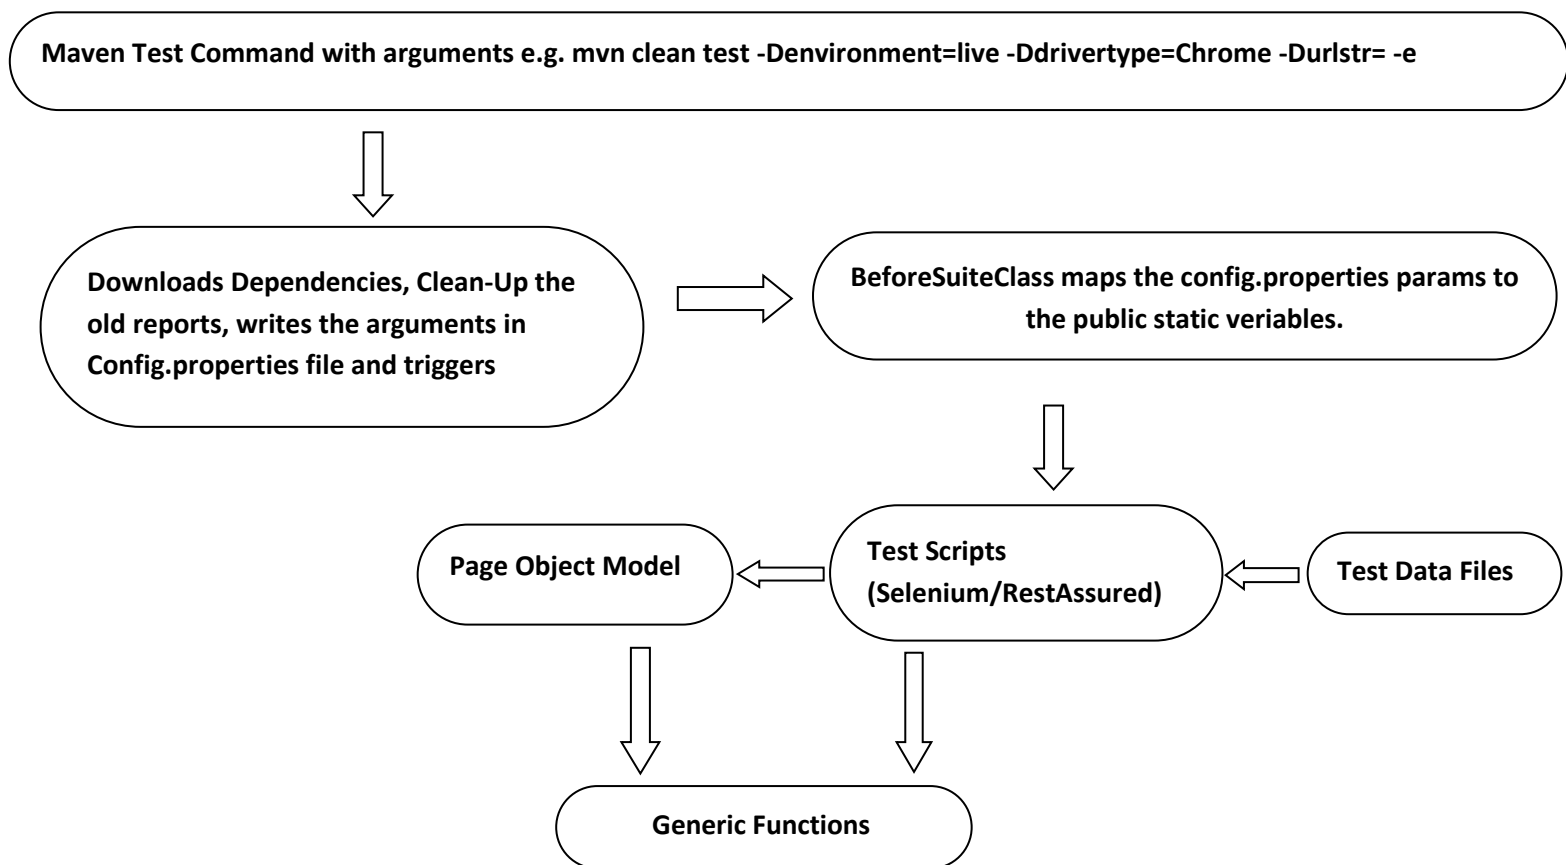 Maven Test Command with arguments e.g. mvn clean test -Denvironment=live -Ddrivertype=Chrome -Durlstr= -e
Downloads Dependencies, Clean-Up the
old reports, writes the arguments in
Config.properties file and triggers
BeforeSuiteClass maps the config.properties params to
the public static veriables.
Page Object Model
Test Scripts
(Selenium/RestAssured)
Test Data Files
Generic Functions